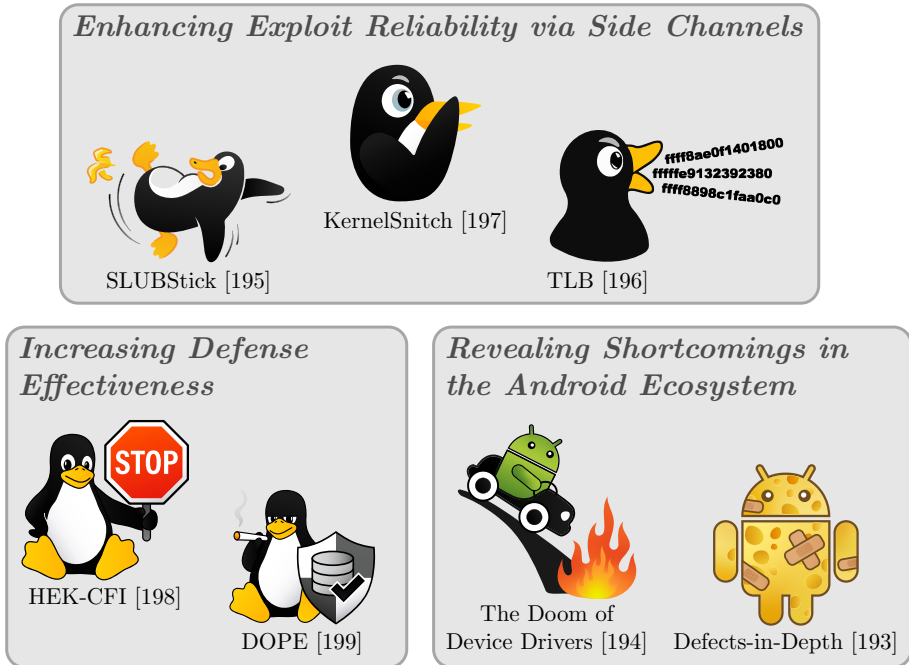 Enhancing Exploit Reliability via Side Channels
KernelSnitch [197]
ffff8ae0f1401800
fffffe9132392380
ffff8898c1faa0c0
SLUBStick [195]
TLB [196]
Increasing Defense
Effectiveness
STOP
HEK-CFI [198]
DOPE [199]
Revealing Shortcomings in
the Android Ecosystem
The Doom of
Device Drivers [194]
Defects-in-Depth [193]